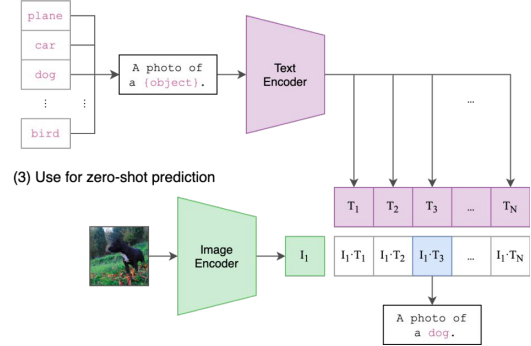 plane
car
dog
⋮ ⋮
bird
A photo of
a {object}.
Text
Encoder
...
(3) Use for zero-shot prediction
T1 T2 T3 ... TN
Image
Encoder
I1
I1·T1 I1·T2 I1·T3 ... I1·TN
A photo of
a dog.